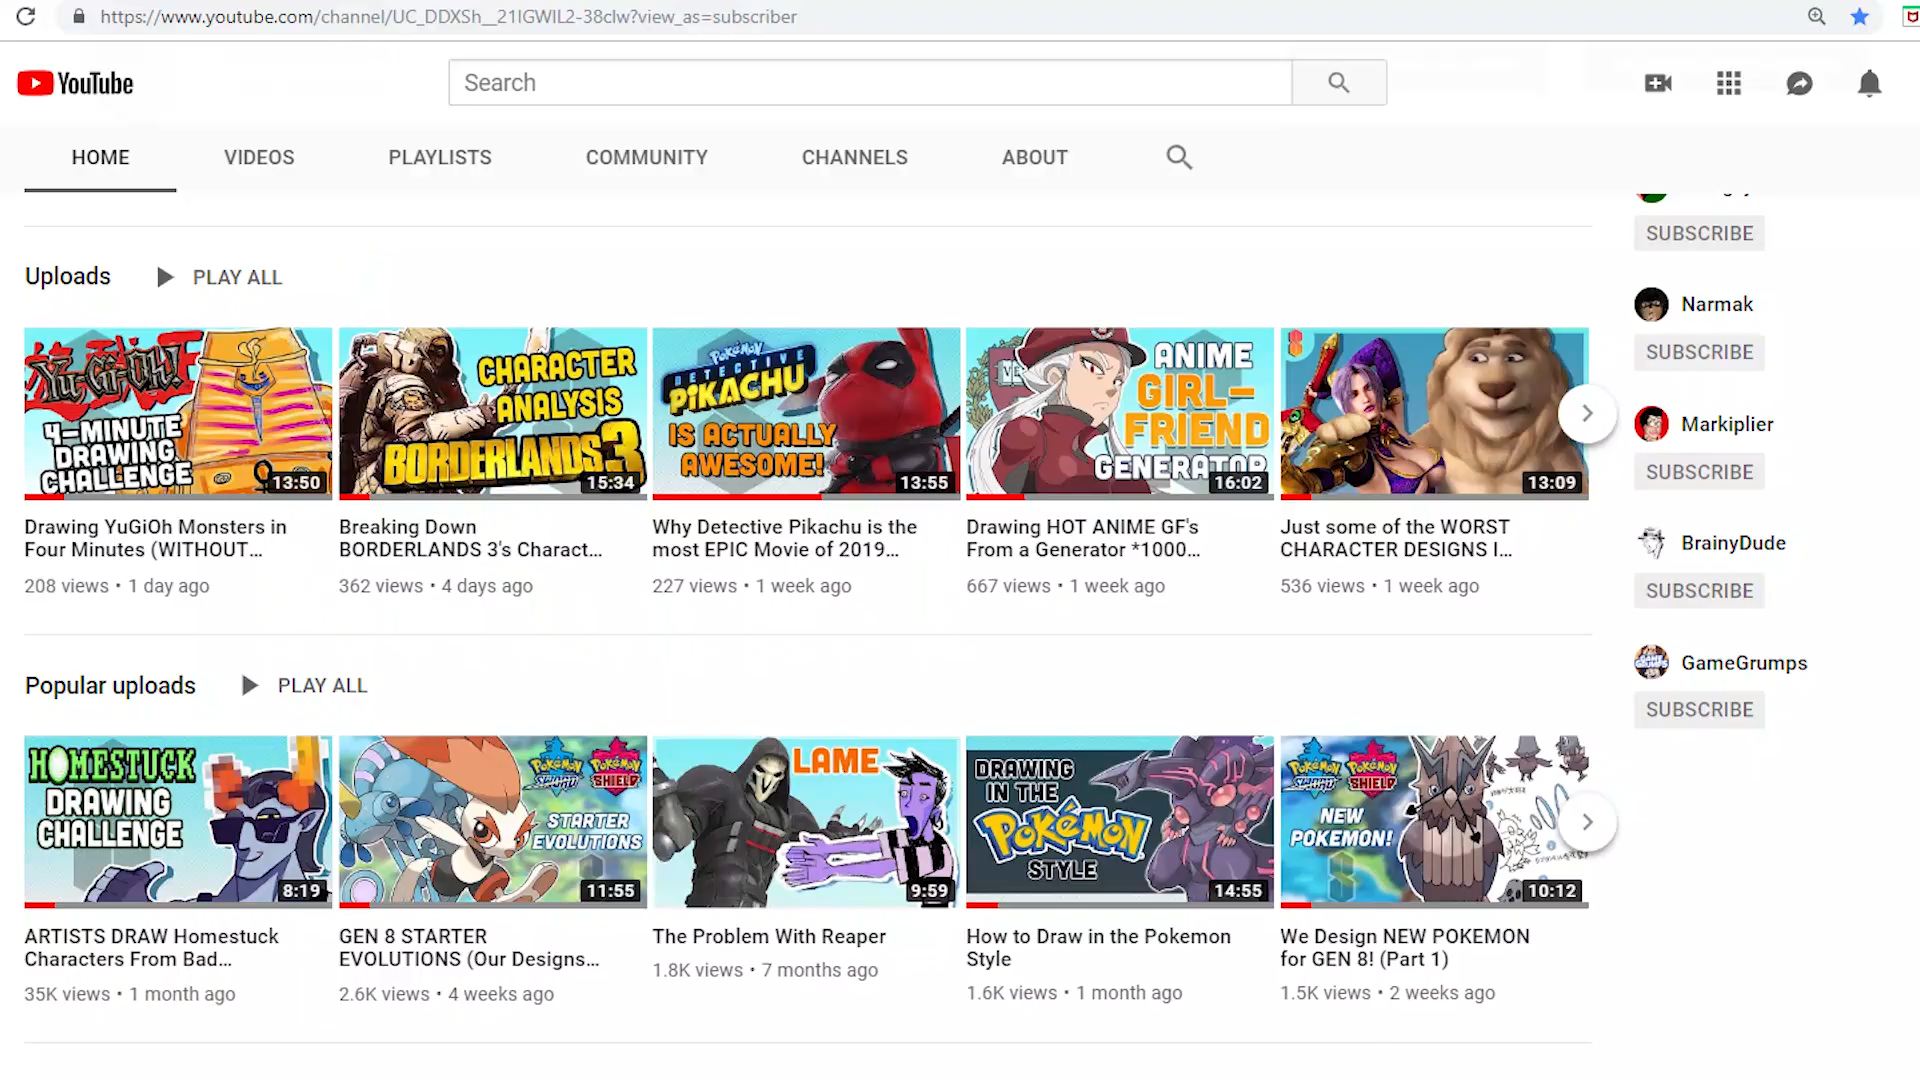 https://www.youtube.com/channel/UC_DDXSh__21IGWIL2-38clw?view_as=subscriber
YouTube
Search
HOME VIDEOS PLAYLISTS COMMUNITY CHANNELS ABOUT
SUBSCRIBE
Uploads PLAY ALL
Narmak
SUBSCRIBE
Yu-Gi-Oh!
4-MINUTE
DRAWING
CHALLENGE
13:50
CHARACTER
ANALYSIS
BORDERLANDS 3
15:34
POKéMON
DETECTIVE
PIKACHU
IS ACTUALLY
AWESOME!
13:55
ANIME
GIRL-
FRIEND
GENERATOR
16:02
13:09
Markiplier
SUBSCRIBE
Drawing YuGiOh Monsters in
Four Minutes (WITHOUT...
208 views • 1 day ago
Breaking Down
BORDERLANDS 3's Charact...
362 views • 4 days ago
Why Detective Pikachu is the
most EPIC Movie of 2019...
227 views • 1 week ago
Drawing HOT ANIME GF's
From a Generator *1000...
667 views • 1 week ago
Just some of the WORST
CHARACTER DESIGNS I...
536 views • 1 week ago
BrainyDude
SUBSCRIBE
GameGrumps
SUBSCRIBE
Popular uploads PLAY ALL
HOMESTUCK
DRAWING
CHALLENGE
8:19
POKéMON SWORD POKéMON SHIELD
STARTER
EVOLUTIONS
11:55
LAME
9:59
DRAWING
IN THE
POKéMON
STYLE
14:55
POKéMON SWORD POKéMON SHIELD
NEW
POKEMON!
10:12
ARTISTS DRAW Homestuck
Characters From Bad...
35K views • 1 month ago
GEN 8 STARTER
EVOLUTIONS (Our Designs...
2.6K views • 4 weeks ago
The Problem With Reaper
1.8K views • 7 months ago
How to Draw in the Pokemon
Style
1.6K views • 1 month ago
We Design NEW POKEMON
for GEN 8! (Part 1)
1.5K views • 2 weeks ago